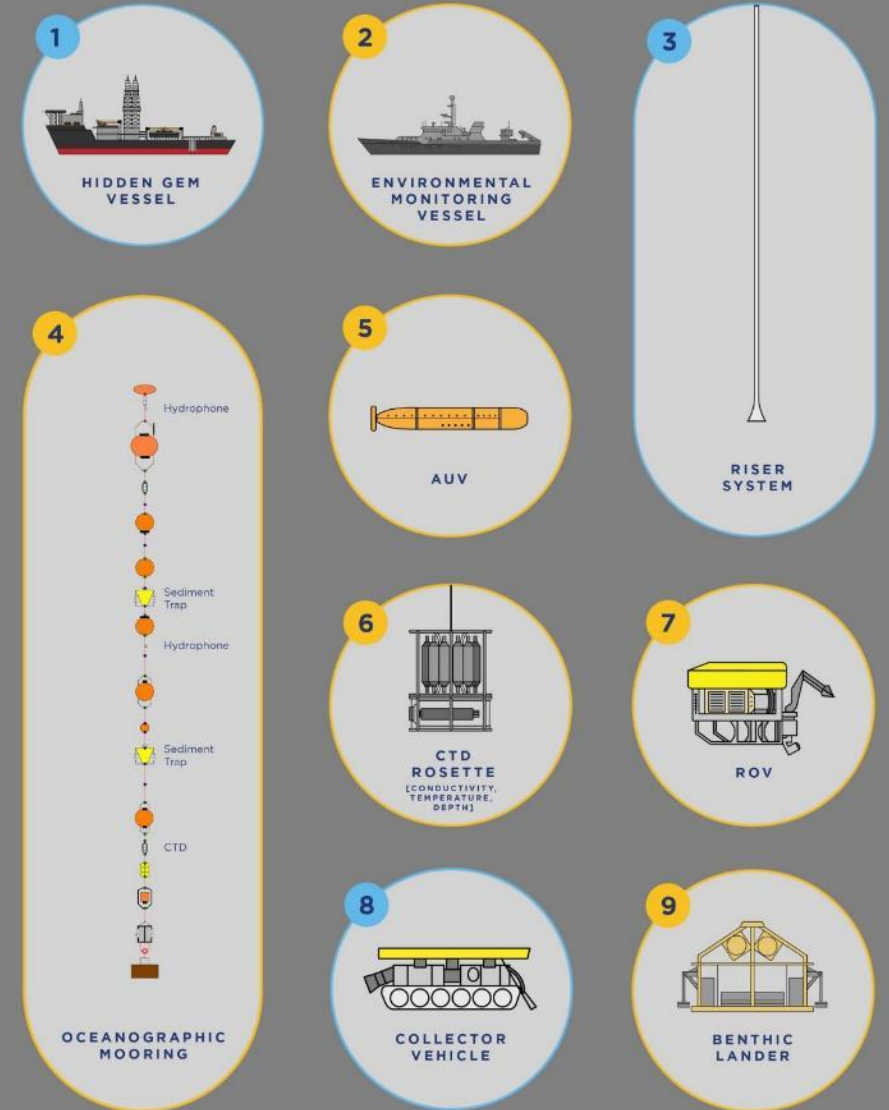 1
HIDDEN GEM
VESSEL
2
ENVIRONMENTAL
MONITORING
VESSEL
3
RISER
SYSTEM
4
Hydrophone
Sediment
Trap
Hydrophone
Sediment
Trap
CTD
OCEANOGRAPHIC
MOORING
5
AUV
6
CTD
ROSETTE
[CONDUCTIVITY,
TEMPERATURE,
DEPTH]
7
ROV
8
COLLECTOR
VEHICLE
9
BENTHIC
LANDER